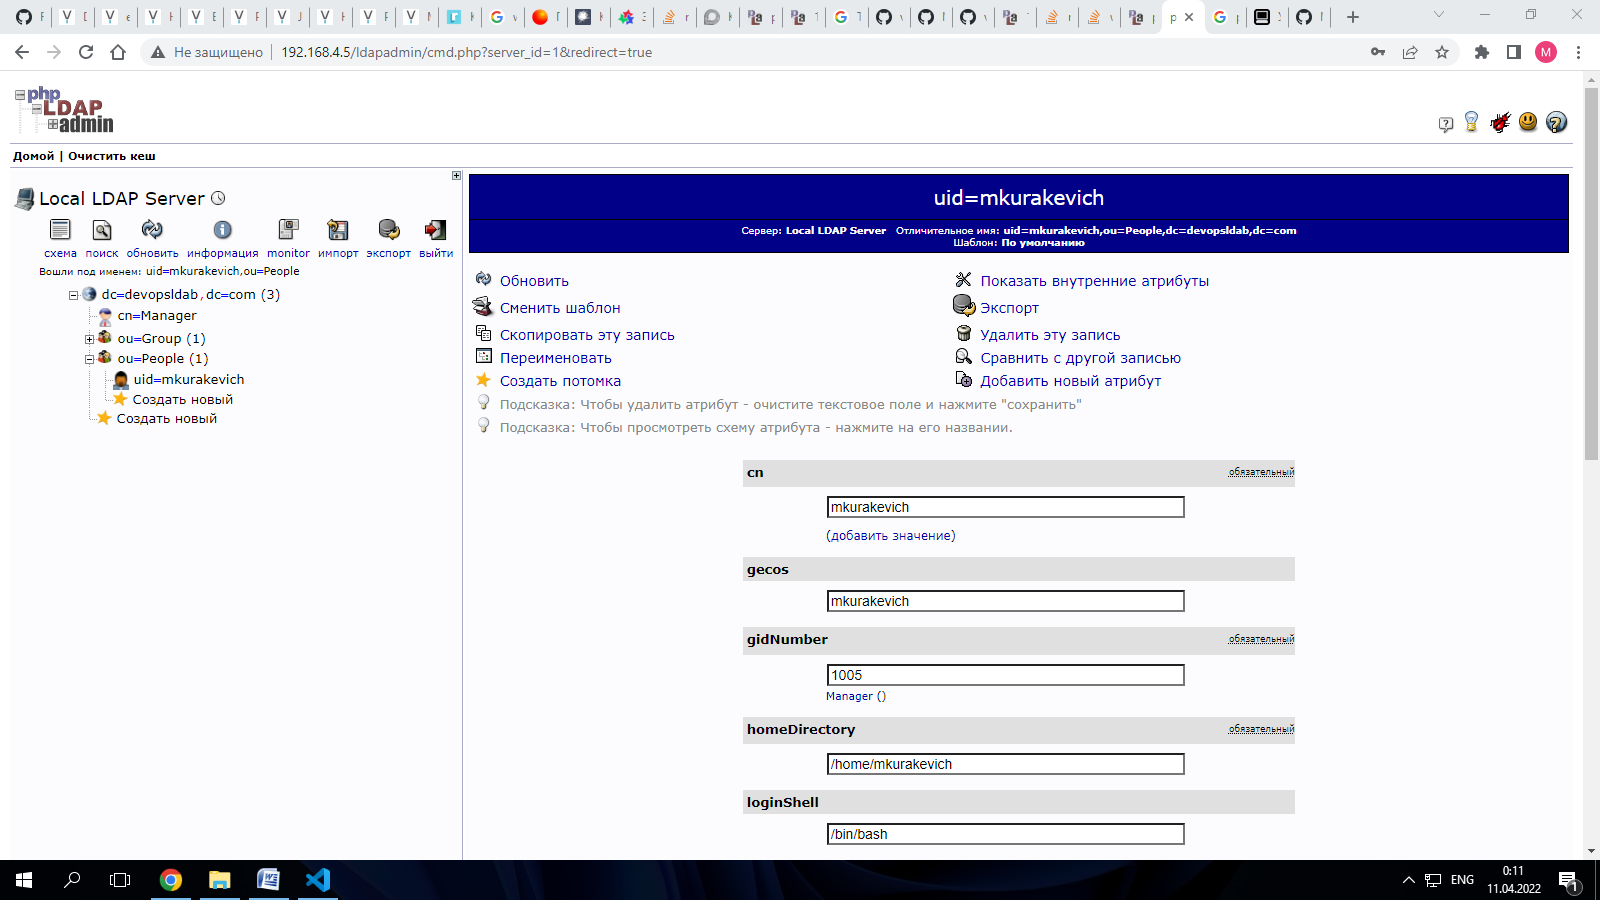 Не защищено
192.168.4.5/ldapadmin/cmd.php?server_id=1&redirect=true
M
php
LDAP
admin
Домой | Очистить кеш
Local LDAP Server
схема
поиск
обновить
информация
monitor
импорт
экспорт
выйти
Вошли под именем: uid=mkurakevich,ou=People
dc=devopsldab,dc=com (3)
cn=Manager
ou=Group (1)
ou=People (1)
uid=mkurakevich
Создать новый
Создать новый
uid=mkurakevich
Сервер: Local LDAP Server Отличительное имя: uid=mkurakevich,ou=People,dc=devopsldab,dc=com
Шаблон: По умолчанию
Обновить
Показать внутренние атрибуты
Сменить шаблон
Экспорт
Скопировать эту запись
Удалить эту запись
Переименовать
Сравнить с другой записью
Создать потомка
Добавить новый атрибут
Подсказка: Чтобы удалить атрибут - очистите текстовое поле и нажмите "сохранить"
Подсказка: Чтобы просмотреть схему атрибута - нажмите на его названии.
cn
обязательный
mkurakevich
(добавить значение)
gecos
mkurakevich
gidNumber
обязательный
1005
Manager ()
homeDirectory
обязательный
/home/mkurakevich
loginShell
/bin/bash
ENG
0:11
11.04.2022
1